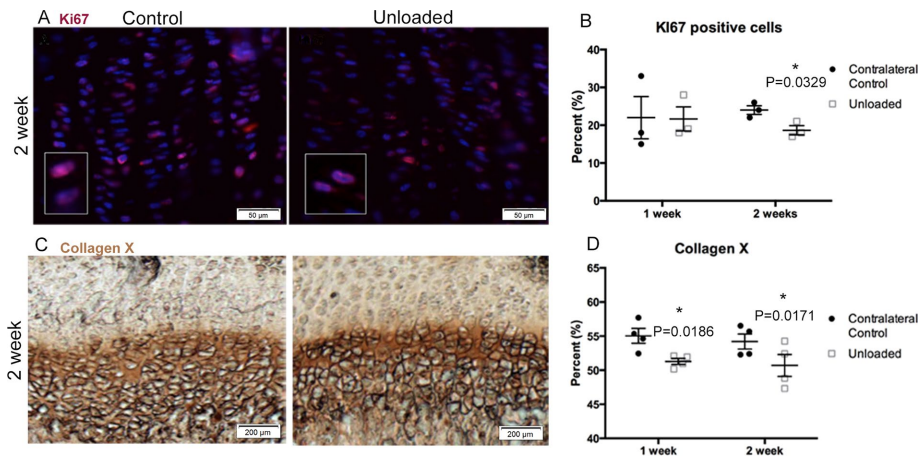 A Ki67 Control Unloaded
2 week
50 µm
50 µm
B
KI67 positive cells
Percent (%)
40
30
20
10
0
*
P=0.0329
1 week
2 weeks
Contralateral
Control
Unloaded
C Collagen X
2 week
200 µm
200 µm
D
Collagen X
Percent (%)
65
60
55
50
45
40
*
P=0.0186
*
P=0.0171
1 week
2 week
Contralateral
Control
Unloaded